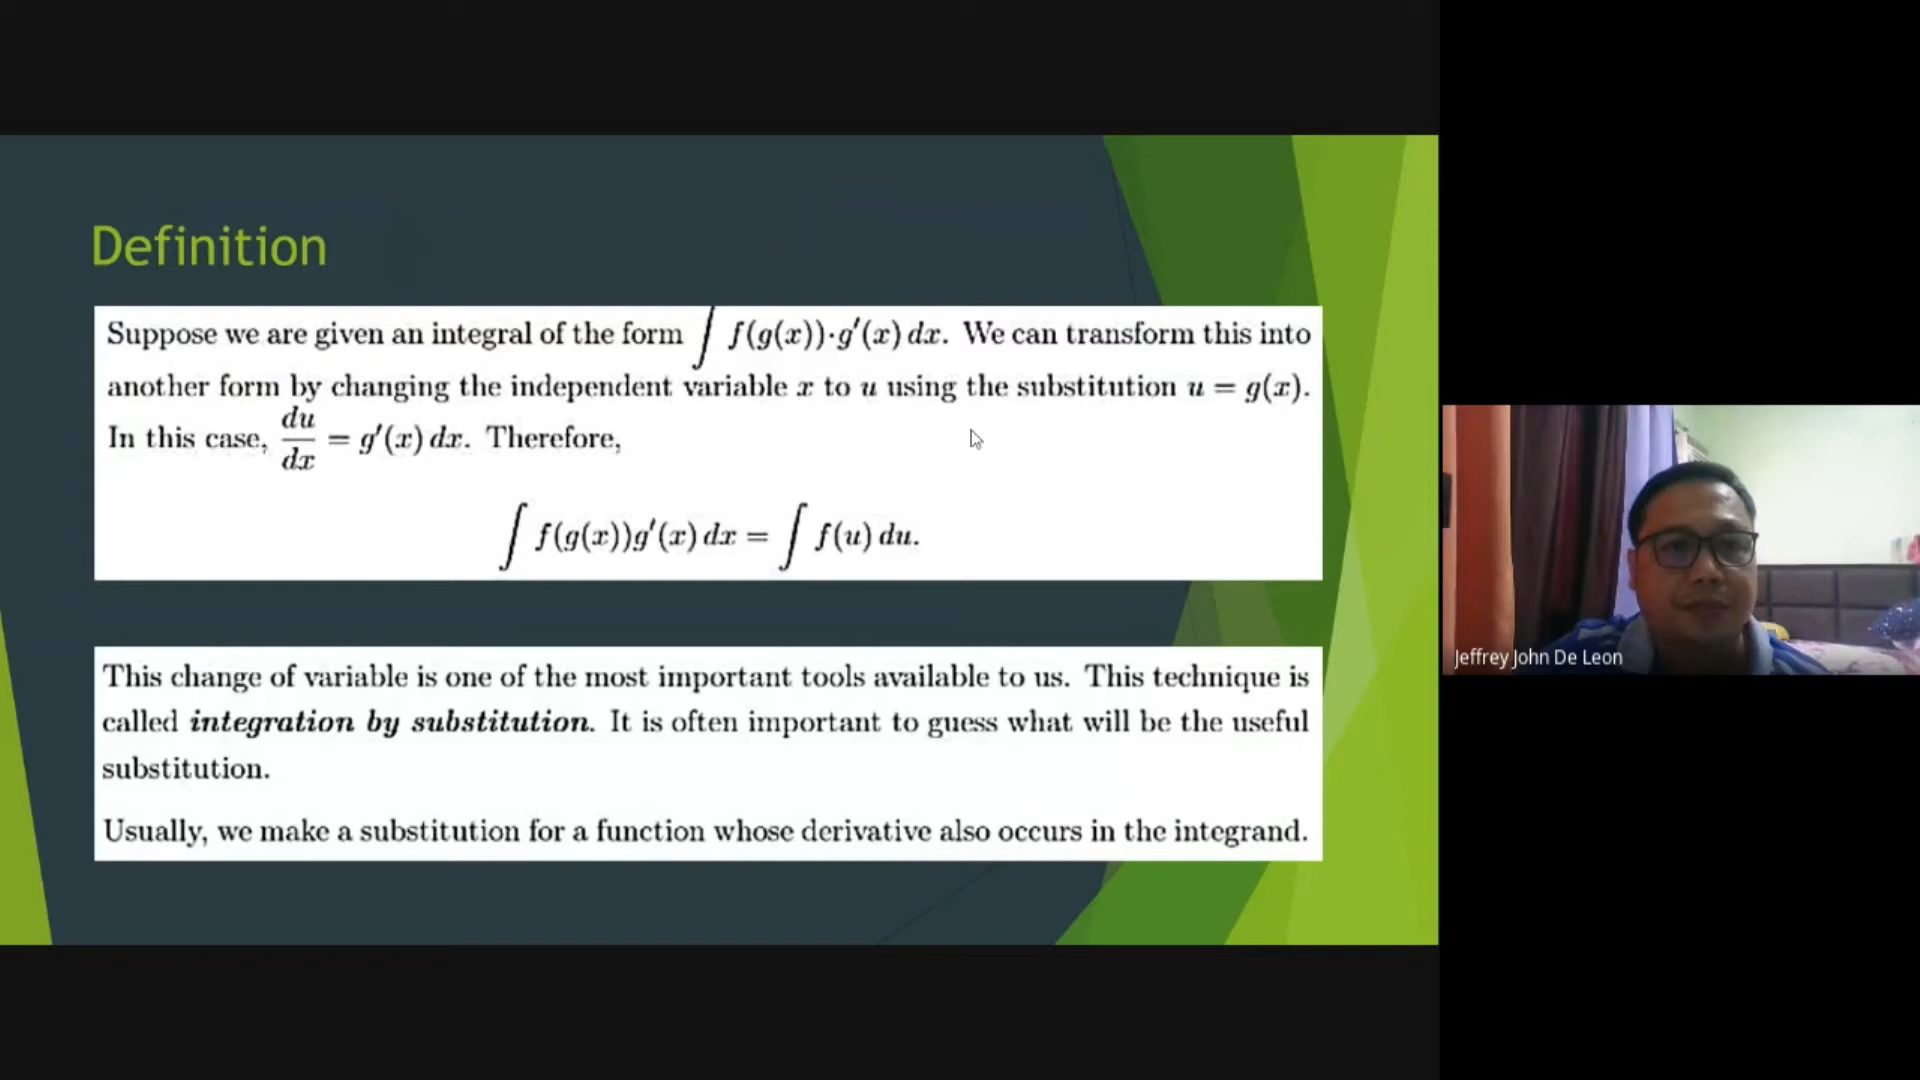 Definition
Suppose we are given an integral of the form ∫ f(g(x))·g′(x) dx. We can transform this into
another form by changing the independent variable x to u using the substitution u = g(x).
In this case, du/dx = g′(x) dx. Therefore,
∫ f(g(x))g′(x) dx = ∫ f(u) du.
This change of variable is one of the most important tools available to us. This technique is
called integration by substitution. It is often important to guess what will be the useful
substitution.
Usually, we make a substitution for a function whose derivative also occurs in the integrand.
Jeffrey John De Leon